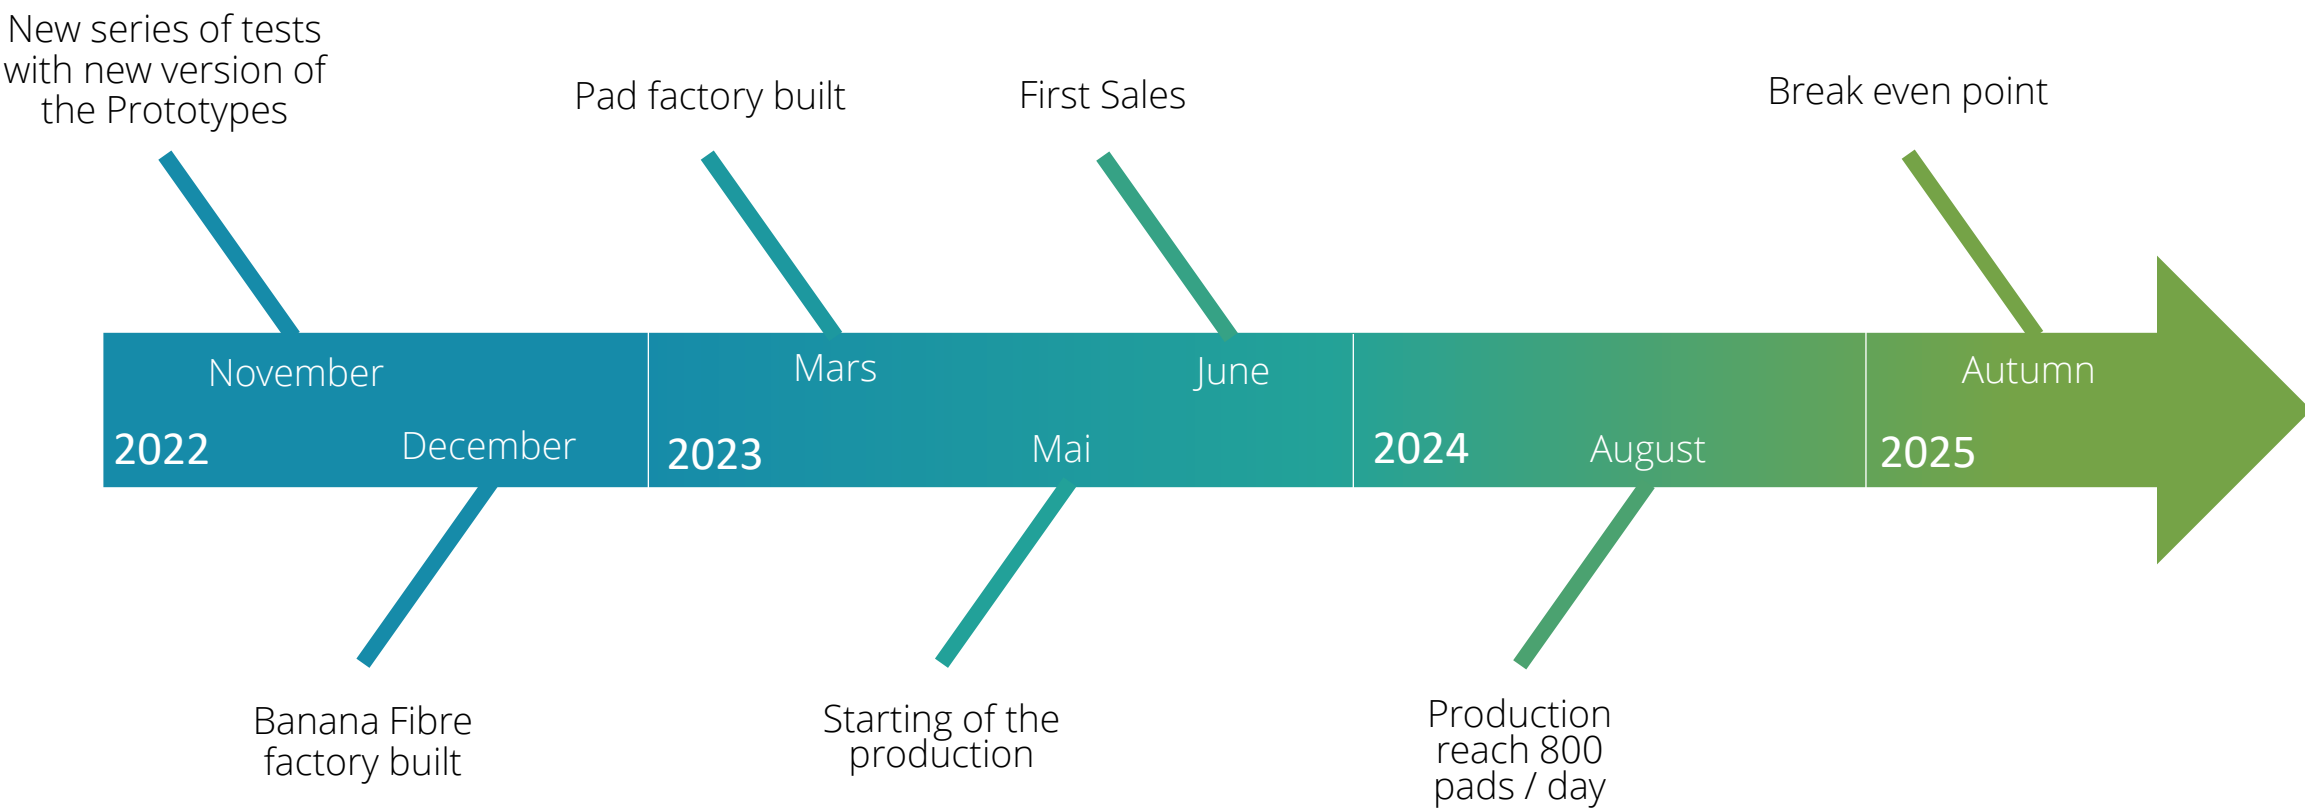 New series of tests
with new version of
the Prototypes
Pad factory built
First Sales
Break even point
November
Mars
June
Autumn
2022
December
2023
Mai
2024
August
2025
Banana Fibre
factory built
Starting of the
production
Production
reach 800
pads / day